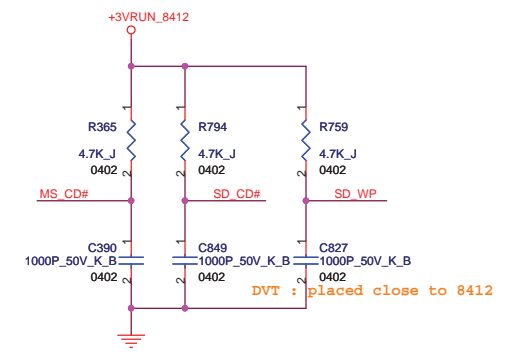 +3VRUN_8412
1 1 1
R365 R794 R759
4.7K_J 4.7K_J 4.7K_J
0402 0402 0402
2 2 2
MS_CD# SD_CD# SD_WP
1 1 1
C390 C849 C827
1000P_50V_K_B 1000P_50V_K_B 1000P_50V_K_B
0402 0402 0402
2 2 2
DVT : placed close to 8412